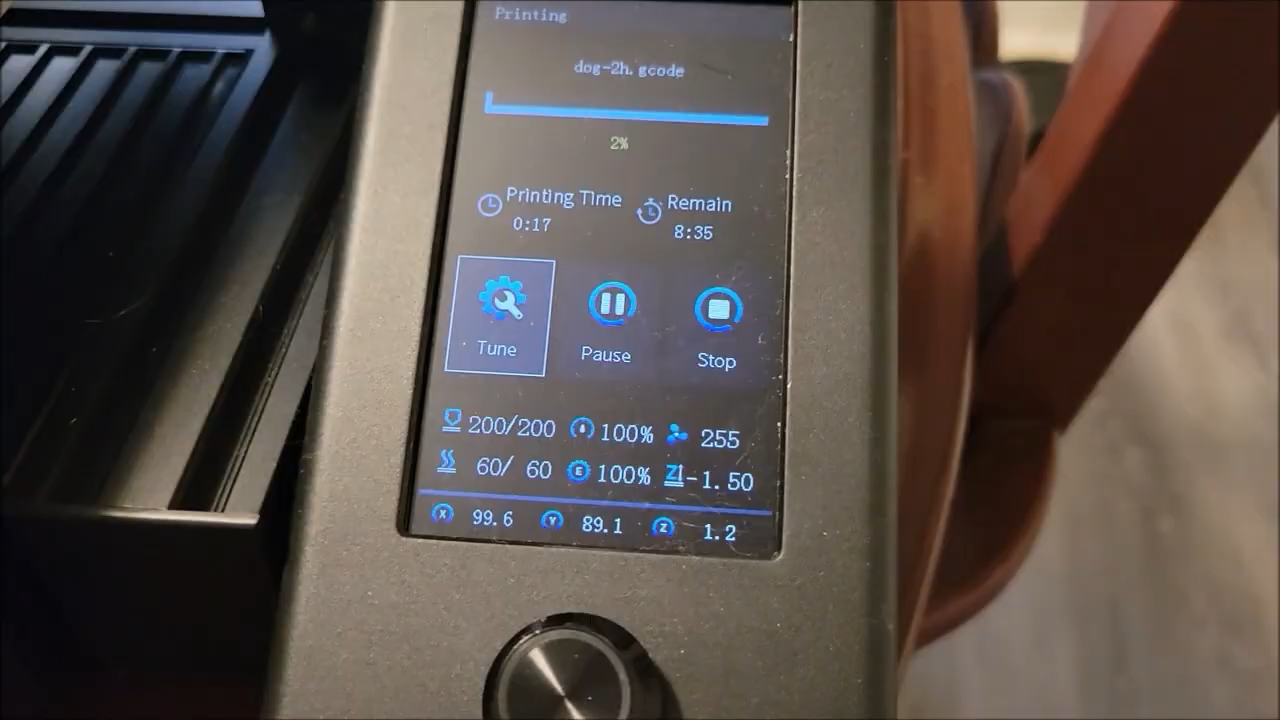 Printing
dog-2h.gcode
2%
Printing Time
0:17
Remain
8:35
Tune
Pause
Stop
200/200 100% 255
60/ 60 E 100% Z -1.50
X 99.6 Y 89.1 Z 1.2